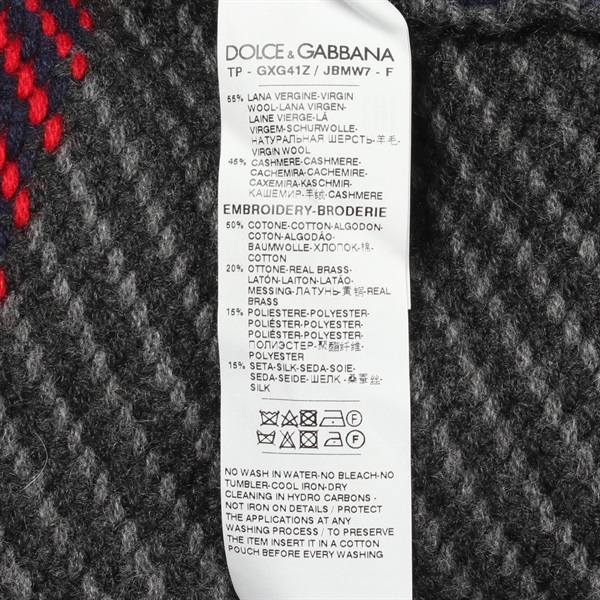 DOLCE & GABBANA
TP - GXG41Z / JBMW7 - F
55% LANA VERGINE-VIRGIN
WOOL-LANA VIRGEN-
LAINE VIERGE-LÃ
VIRGEM-SCHURWOLLE-
НАТУРАЛЬНАЯ ШЕРСТЬ-羊毛-
VIRGIN WOOL
45% CASHMERE-CASHMERE-
CACHEMIRA-CACHEMIRE-
CAXEMIRA-KASCHMIR-
КАШЕМИР-羊绒-CASHMERE
EMBROIDERY-BRODERIE
50% COTONE-COTTON-ALGODON-
COTON-ALGODÃO-
BAUMWOLLE-ХЛОПОК-棉-
COTTON
20% OTTONE-REAL BRASS-
LATÓN-LAITON-LATÃO-
MESSING-ЛАТУНЬ-黄铜-REAL
BRASS
15% POLIESTERE-POLYESTER-
POLIÉSTER-POLYESTER-
POLIÉSTER-POLYESTER-
ПОЛИЭСТЕР-聚酯纤维-
POLYESTER
15% SETA-SILK-SEDA-SOIE-
SEDA-SEIDE-ШЕЛК-桑蚕丝-
SILK
F
F
NO WASH IN WATER-NO BLEACH-NO
TUMBLER-COOL IRON-DRY
CLEANING IN HYDRO CARBONS -
NOT IRON ON DETAILS / PROTECT
THE APPLICATIONS AT ANY
WASHING PROCESS / TO PRESERVE
THE ITEM INSERT IT IN A COTTON
POUCH BEFORE EVERY WASHING